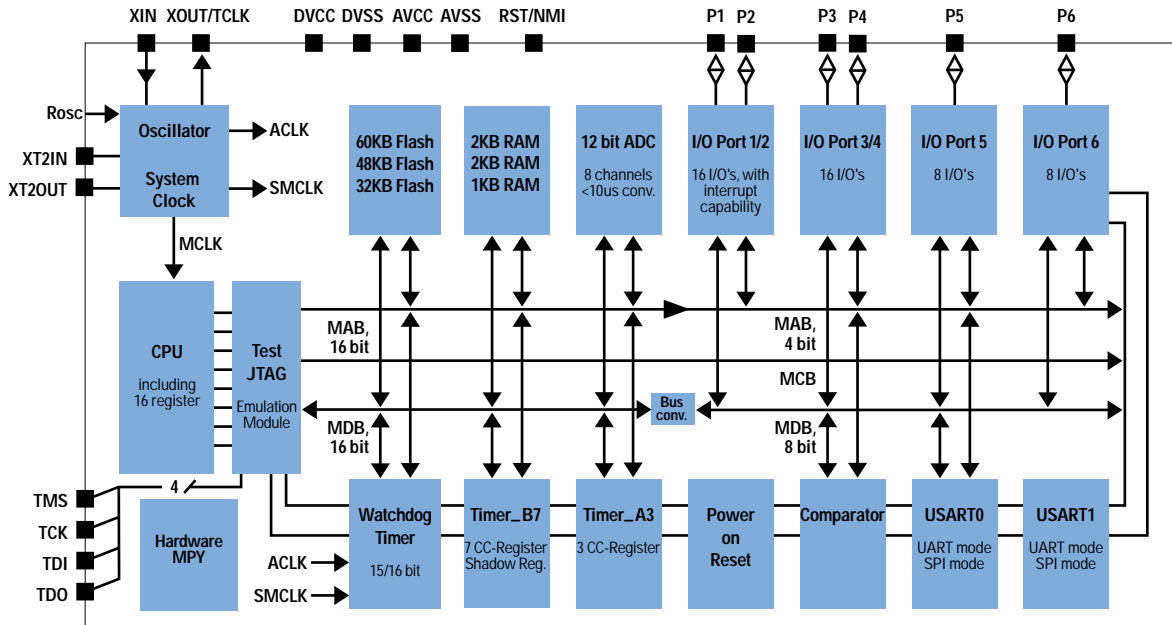 XIN XOUT/TCLK DVCC DVSS AVCC AVSS RST/NMI P1 P2 P3 P4 P5 P6
Rosc
XT2IN
XT2OUT
Oscillator
System
Clock
ACLK
SMCLK
MCLK
60KB Flash
48KB Flash
32KB Flash
2KB RAM
2KB RAM
1KB RAM
12 bit ADC
8 channels
<10us conv.
I/O Port 1/2
16 I/O's, with
interrupt
capability
I/O Port 3/4
16 I/O's
I/O Port 5
8 I/O's
I/O Port 6
8 I/O's
CPU
including
16 register
Test
JTAG
Emulation
Module
MAB,
16 bit
MAB,
4 bit
MCB
MDB,
16 bit
Bus
conv.
MDB,
8 bit
TMS
TCK
TDI
TDO
4
Hardware
MPY
ACLK
SMCLK
Watchdog
Timer
15/16 bit
Timer_B7
7 CC-Register
Shadow Reg.
Timer_A3
3 CC-Register
Power
on
Reset
Comparator
USART0
UART mode
SPI mode
USART1
UART mode
SPI mode